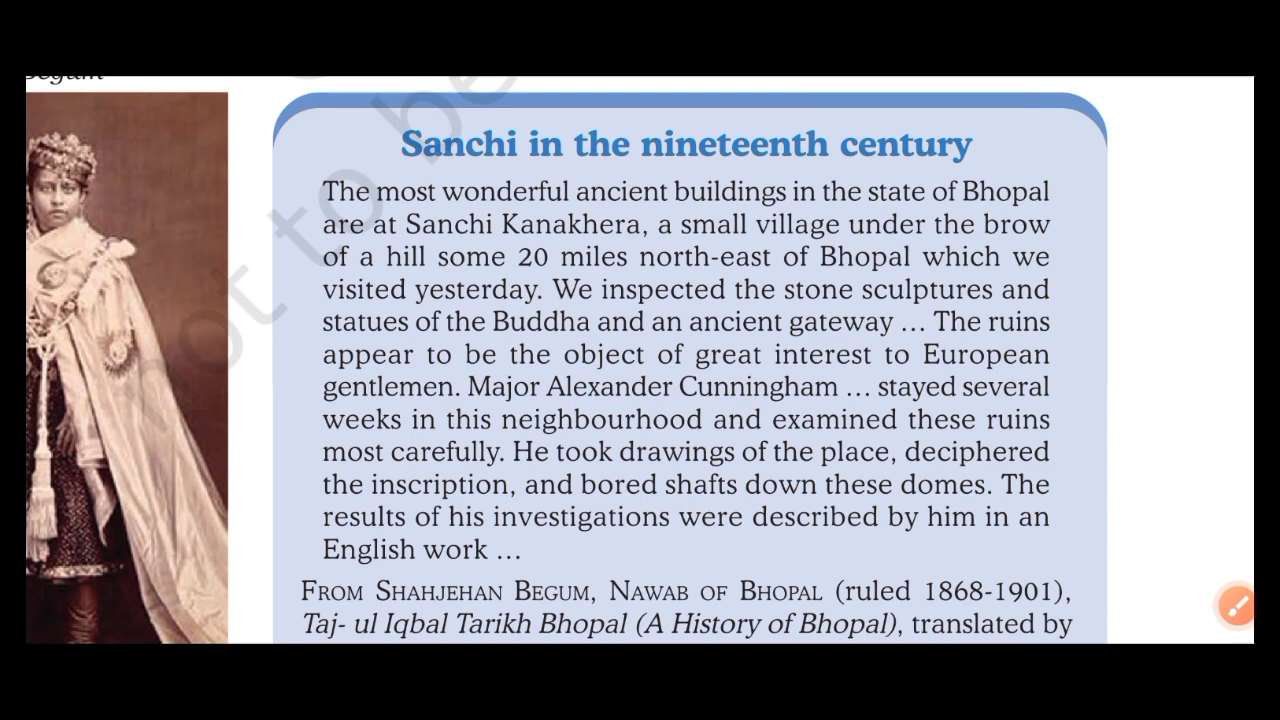 Begum
Sanchi in the nineteenth century
The most wonderful ancient buildings in the state of Bhopal
are at Sanchi Kanakhera, a small village under the brow
of a hill some 20 miles north-east of Bhopal which we
visited yesterday. We inspected the stone sculptures and
statues of the Buddha and an ancient gateway … The ruins
appear to be the object of great interest to European
gentlemen. Major Alexander Cunningham … stayed several
weeks in this neighbourhood and examined these ruins
most carefully. He took drawings of the place, deciphered
the inscription, and bored shafts down these domes. The
results of his investigations were described by him in an
English work …
FROM SHAHJEHAN BEGUM, NAWAB OF BHOPAL (ruled 1868-1901),
Taj- ul Iqbal Tarikh Bhopal (A History of Bhopal), translated by
not to be